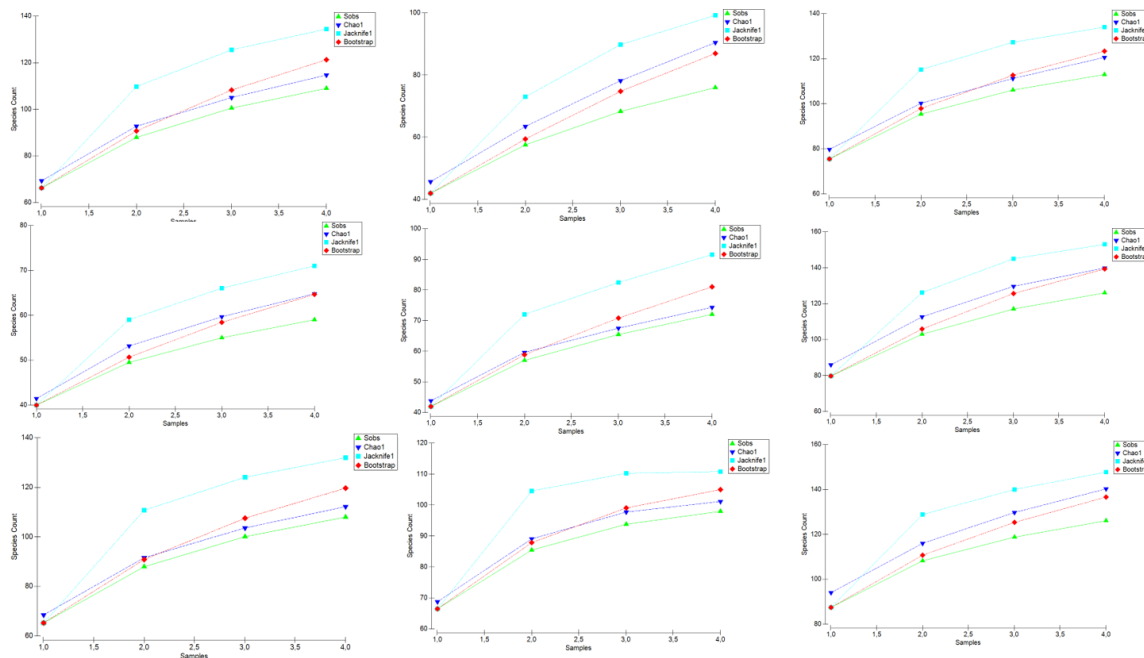 140
120
100
80
60
Species Count
1,0 1,5 2,0 2,5 3,0 3,5 4,0
Samples
Sobs
Chao1
Jacknife1
Bootstrap
100
80
60
40
Species Count
1,0 1,5 2,0 2,5 3,0 3,5 4,0
Samples
Sobs
Chao1
Jacknife1
Bootstrap
140
120
100
80
60
Species Count
1,0 1,5 2,0 2,5 3,0 3,5 4,0
Samples
Sobs
Chao1
Jacknife
Bootstrap
80
70
60
50
40
Species Count
1,0 1,5 2,0 2,5 3,0 3,5 4,0
Samples
Sobs
Chao1
Jacknife1
Bootstrap
100
90
80
70
60
50
40
Species Count
1,0 1,5 2,0 2,5 3,0 3,5 4,0
Samples
Sobs
Chao1
Jacknife1
Bootstrap
160
140
120
100
80
60
Species Count
1,0 1,5 2,0 2,5 3,0 3,5 4,0
Samples
Sobs
Chao1
Jacknife
Bootstra
140
120
100
80
60
Species Count
1,0 1,5 2,0 2,5 3,0 3,5 4,0
Samples
Sobs
Chao1
Jacknife1
Bootstrap
120
110
100
90
80
70
60
Species Count
1,0 1,5 2,0 2,5 3,0 3,5 4,0
Samples
Sobs
Chao1
Jacknife1
Bootstrap
160
140
120
100
80
Species Count
1,0 1,5 2,0 2,5 3,0 3,5 4,0
Samples
Sobs
Chao1
Jacknife
Bootstra